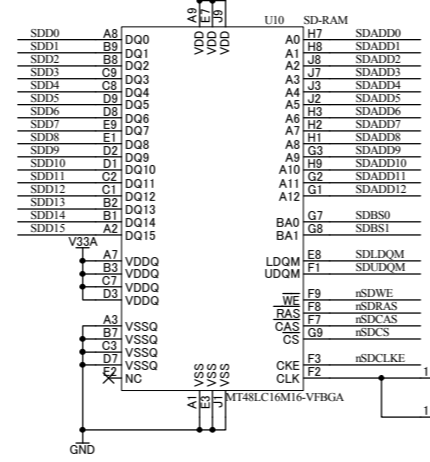 A9 E7 J9
VDD VDD VDD
U10 SD-RAM
SDD0 A8 DQ0 A0 H7 SDADD0
SDD1 B9 DQ1 A1 H8 SDADD1
SDD2 B8 DQ2 A2 J8 SDADD2
SDD3 C9 DQ3 A3 J7 SDADD3
SDD4 C8 DQ4 A4 J3 SDADD4
SDD5 D9 DQ5 A5 J2 SDADD5
SDD6 D8 DQ6 A6 H3 SDADD6
SDD7 E9 DQ7 A7 H2 SDADD7
SDD8 E1 DQ8 A8 H1 SDADD8
SDD9 D2 DQ9 A9 G3 SDADD9
SDD10 D1 DQ10 A10 H9 SDADD10
SDD11 C2 DQ11 A11 G2 SDADD11
SDD12 C1 DQ12 A12 G1 SDADD12
SDD13 B2 DQ13
SDD14 B1 DQ14 BA0 G7 SDBS0
SDD15 A2 DQ15 BA1 G8 SDBS1
V33A
A7 VDDQ LDQM E8 SDLDQM
B3 VDDQ UDQM F1 SDUDQM
C7 VDDQ
D3 VDDQ WE F9 nSDWE
RAS F8 nSDRAS
A3 VSSQ CAS F7 nSDCAS
B7 VSSQ CS G9 nSDCS
C3 VSSQ
D7 VSSQ CKE F3 nSDCLKE
E2 NC CLK F2
1
VSS VSS VSS
A1 E3 J1
MT48LC16M16-VFBGA
1
GND